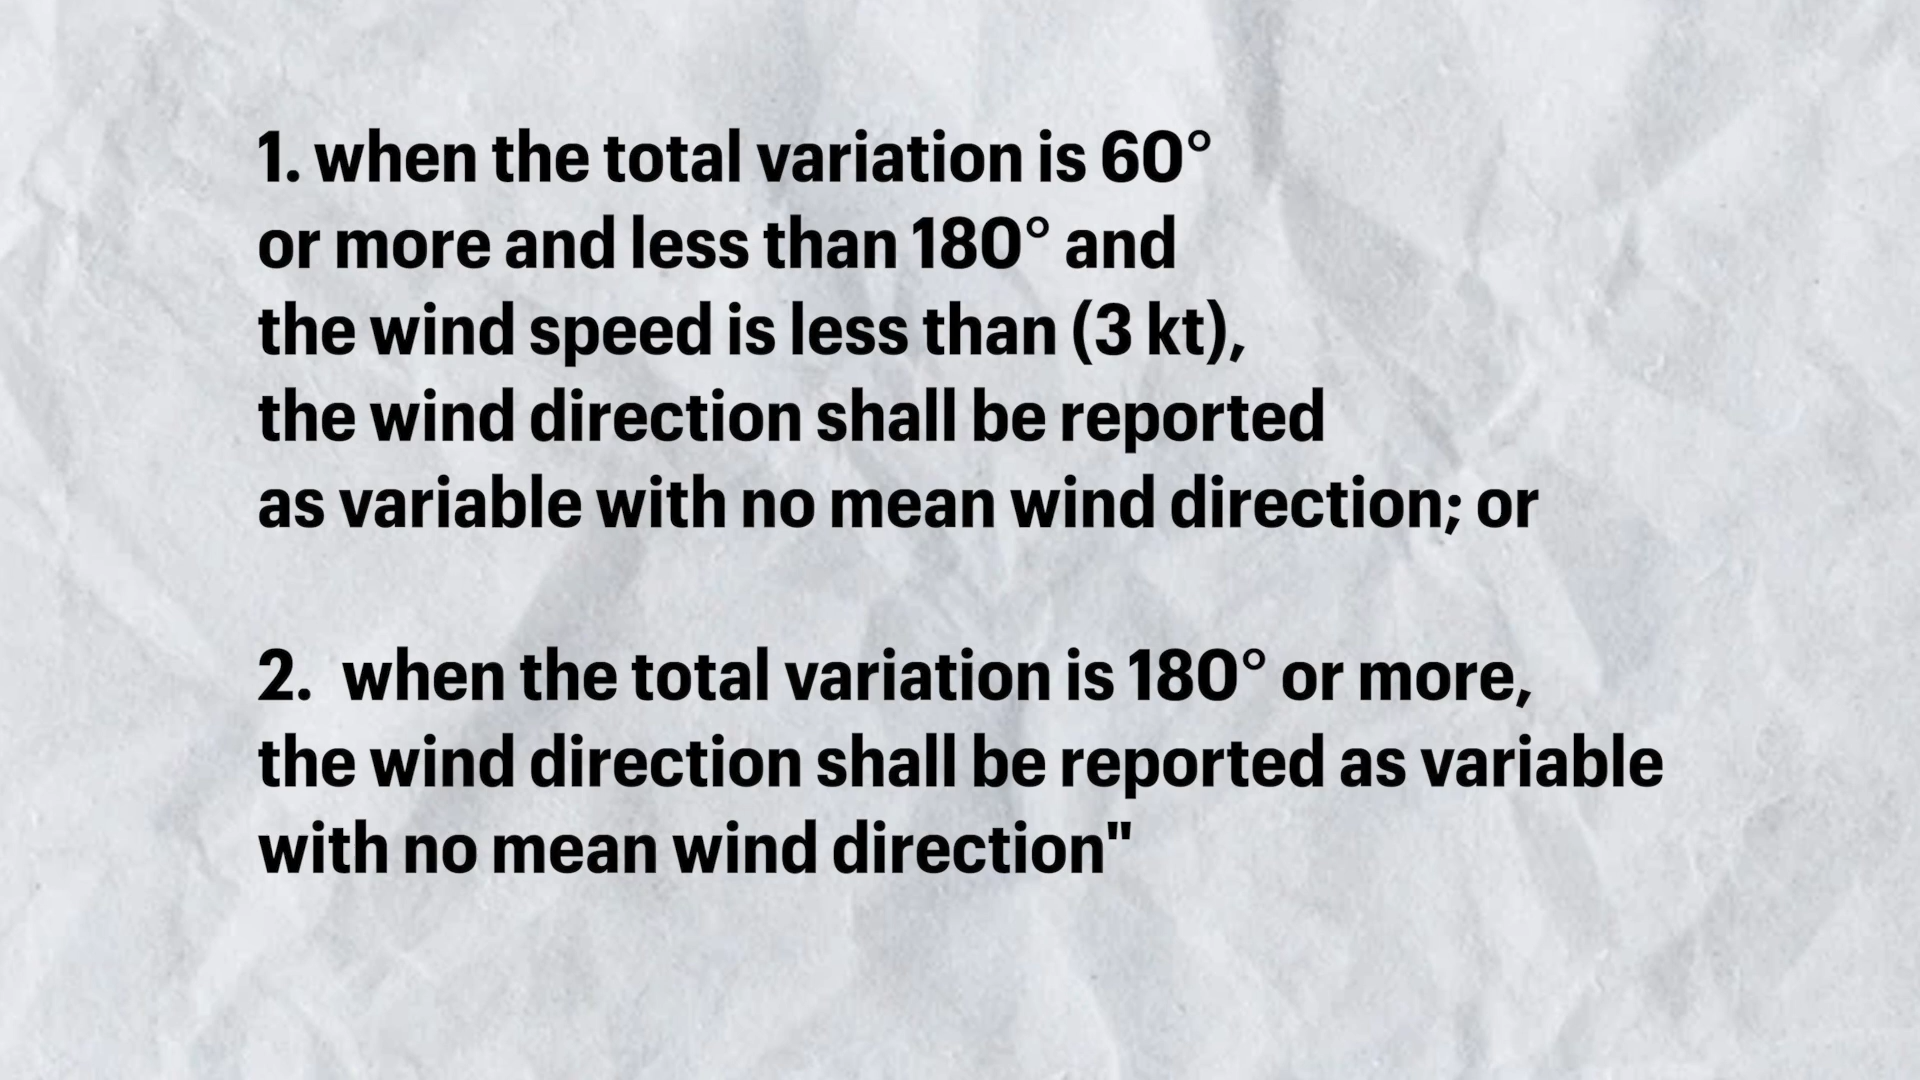 1. when the total variation is 60°
or more and less than 180° and
the wind speed is less than (3 kt),
the wind direction shall be reported
as variable with no mean wind direction; or
2.  when the total variation is 180° or more,
the wind direction shall be reported as variable
with no mean wind direction"